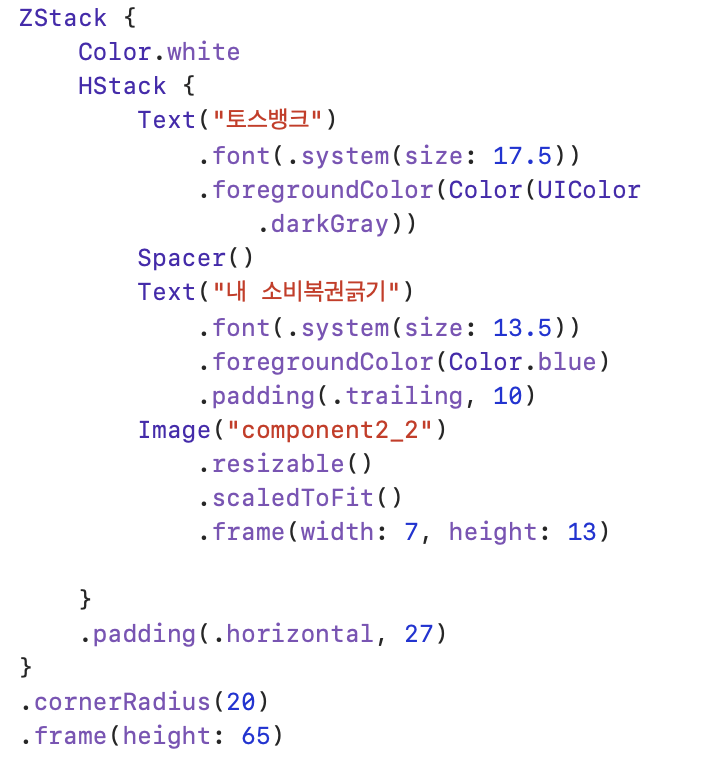 ZStack {
    Color.white
    HStack {
        Text("토스뱅크")
            .font(.system(size: 17.5))
            .foregroundColor(Color(UIColor
                .darkGray))
        Spacer()
        Text("내 소비복권긁기")
            .font(.system(size: 13.5))
            .foregroundColor(Color.blue)
            .padding(.trailing, 10)
        Image("component2_2")
            .resizable()
            .scaledToFit()
            .frame(width: 7, height: 13)
    }
    .padding(.horizontal, 27)
}
.cornerRadius(20)
.frame(height: 65)